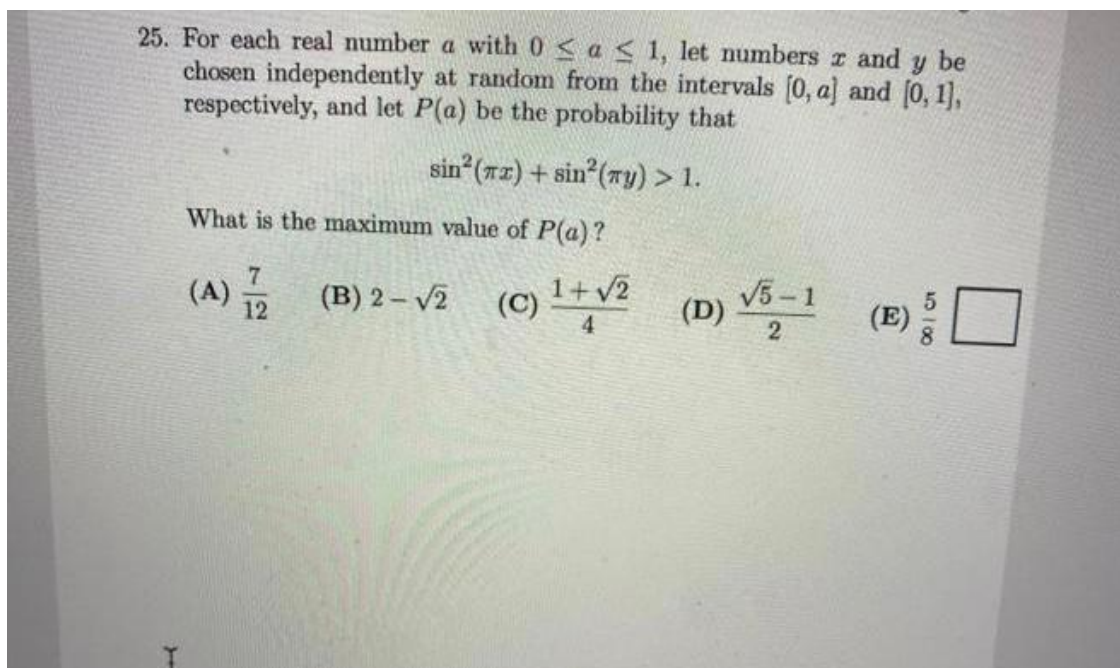 25. For each real number a with 0 ≤ a ≤ 1, let numbers x and y be
chosen independently at random from the intervals [0, a] and [0, 1],
respectively, and let P(a) be the probability that
sin²(πx) + sin²(πy) > 1.
What is the maximum value of P(a)?
(A) 7/12 (B) 2 − √2 (C) (1 + √2)/4 (D) (√5 − 1)/2 (E) 5/8